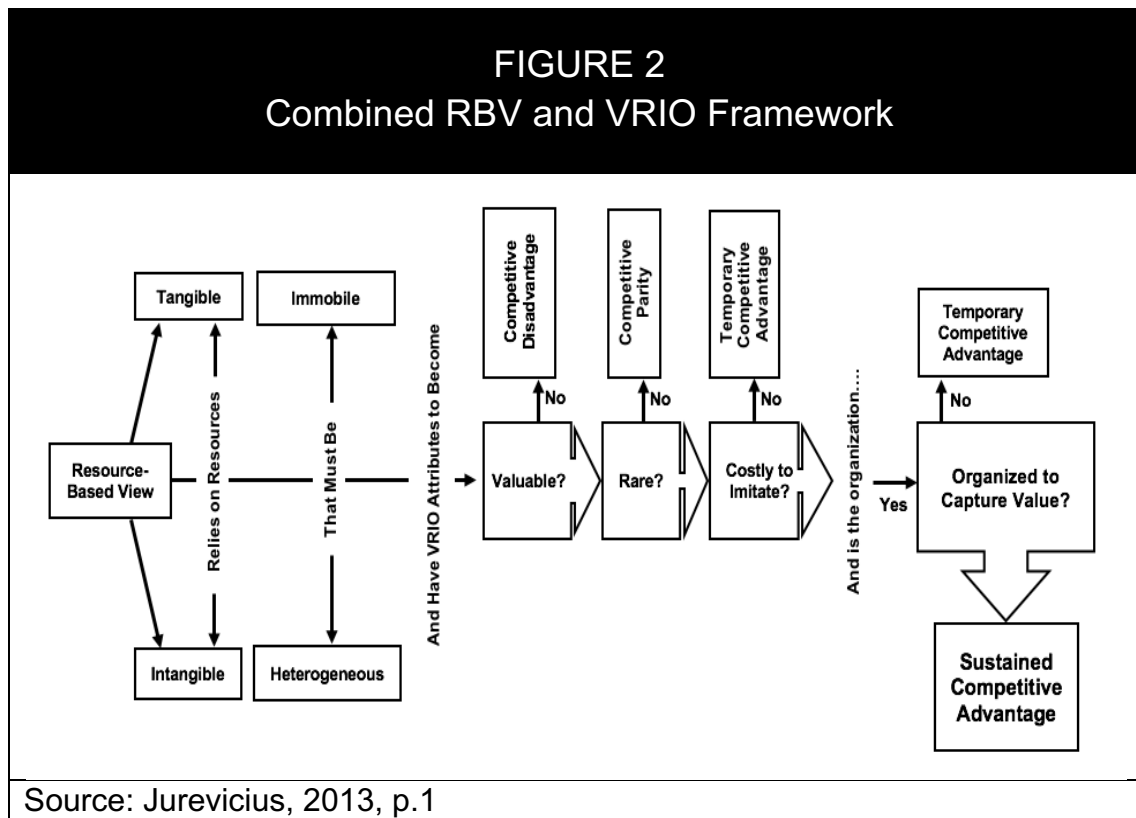 FIGURE 2
Combined RBV and VRIO Framework
Tangible
Immobile
Resource-
Based View
Relies on Resources
That Must Be
Intangible
Heterogeneous
And Have VRIO Attributes to Become
Competitive
Disadvantage
No
Valuable?
Competitive
Parity
No
Rare?
Temporary
Competitive
Advantage
No
Costly to
Imitate?
And is the organization....
Yes
Temporary
Competitive
Advantage
No
Organized to
Capture Value?
Sustained
Competitive
Advantage
Source: Jurevicius, 2013, p.1